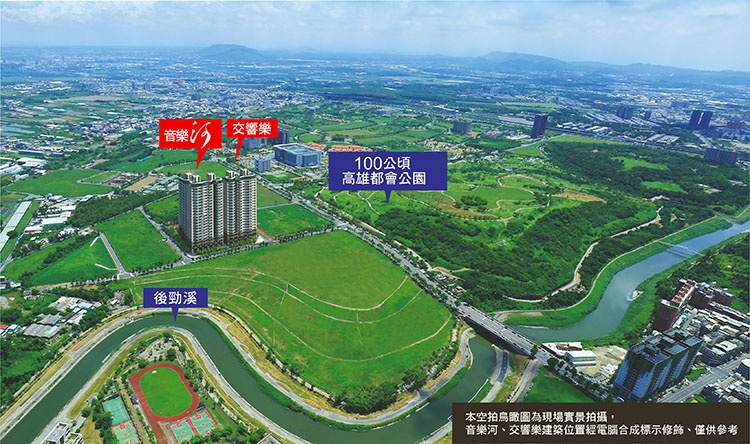 音樂河
交響樂
100公頃
高雄都會公園
後勁溪
本空拍鳥瞰圖為現場實景拍攝，
音樂河、交響樂建築位置經電腦合成標示修飾、僅供參考